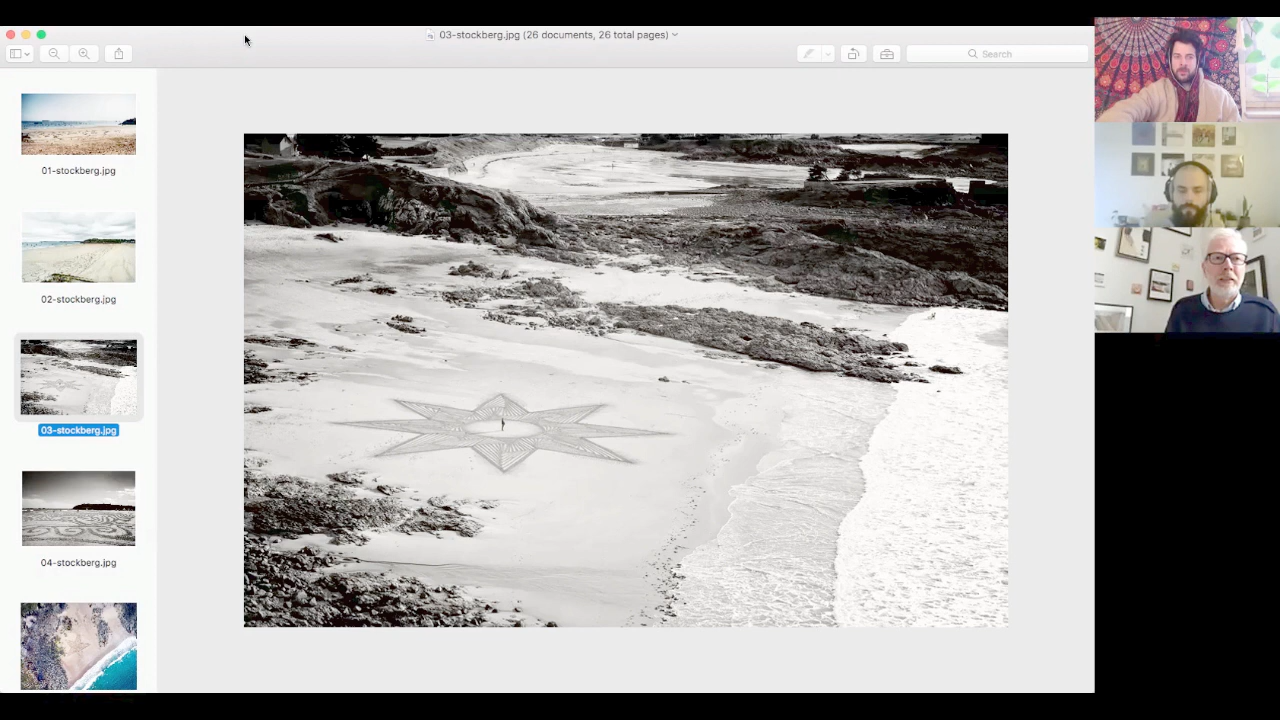 03-stockberg.jpg (26 documents, 26 total pages)
Search
01-stockberg.jpg
02-stockberg.jpg
03-stockberg.jpg
04-stockberg.jpg